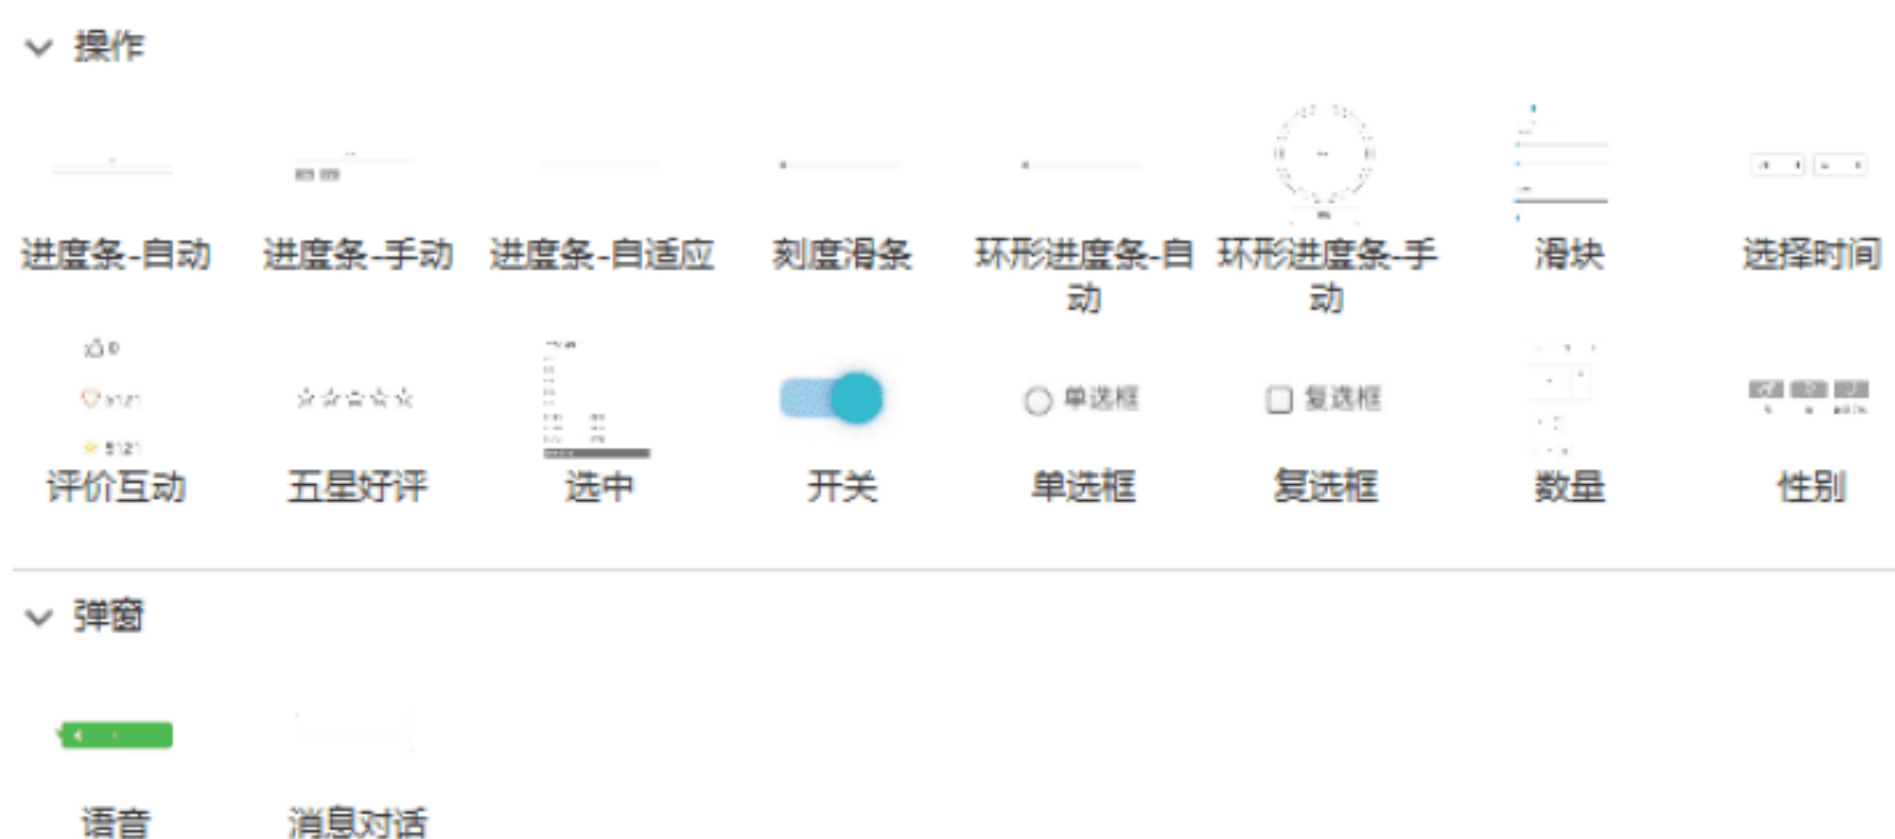 操作
进度条-自动
进度条-手动
进度条-自适应
刻度滑条
环形进度条-自
动
环形进度条-手
动
滑块
选择时间
单选框
复选框
评价互动
五星好评
选中
开关
单选框
复选框
数量
性别
弹窗
语音
消息对话